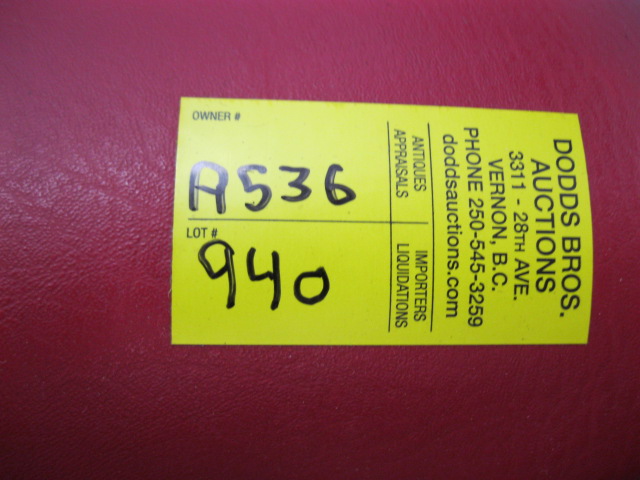 OWNER #
A536
LOT #
940
DODDS BROS.
AUCTIONS
3311 - 28TH AVE.
VERNON, B.C.
PHONE 250-545-3259
doddsauctions.com
ANTIQUES IMPORTERS
APPRAISALS LIQUIDATIONS